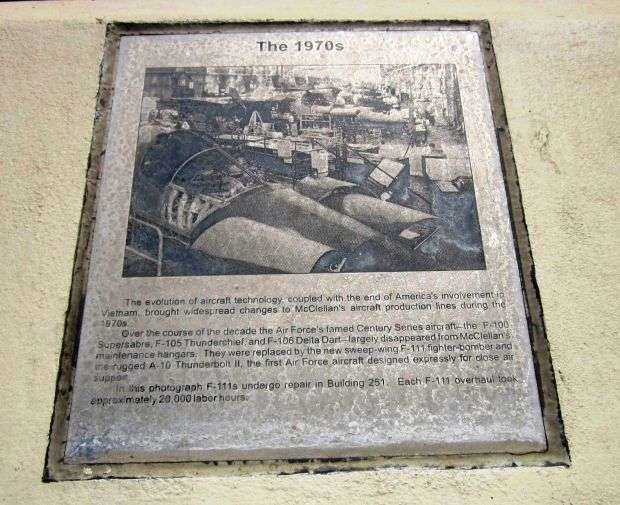 The 1970s
The evolution of aircraft technology, coupled with the end of America's involvement in
Vietnam, brought widespread changes to McClellan's aircraft production lines during the
1970s.
Over the course of the decade the Air Force's famed Century Series aircraft--the F-100
Supersabre, F-105 Thunderchief, and F-106 Delta Dart--largely disappeared from McClellan's
maintenance hangars. They were replaced by the new sweep-wing F-111 fighter-bomber and
the rugged A-10 Thunderbolt II, the first Air Force aircraft designed expressly for close air
support.
In this photograph F-111s undergo repair in Building 251. Each F-111 overhaul took
approximately 20,000 labor hours.